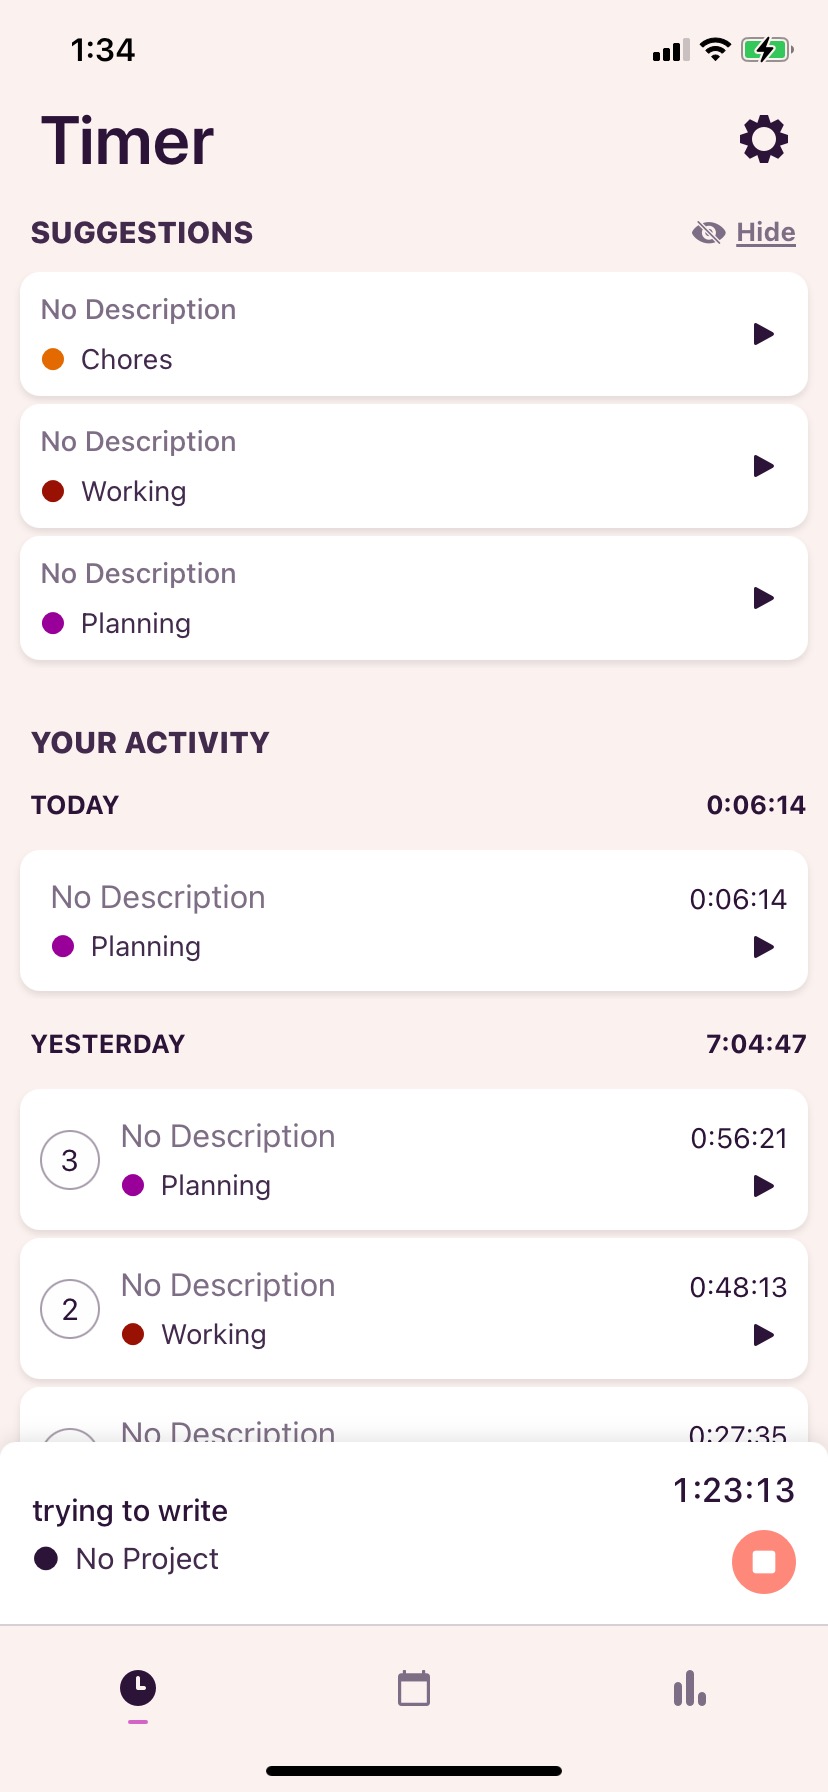 1:34
Timer
SUGGESTIONS Hide
No Description
Chores
No Description
Working
No Description
Planning
YOUR ACTIVITY
TODAY 0:06:14
No Description 0:06:14
Planning
YESTERDAY 7:04:47
3 No Description 0:56:21
Planning
2 No Description 0:48:13
Working
No Description 0:27:35
trying to write 1:23:13
No Project